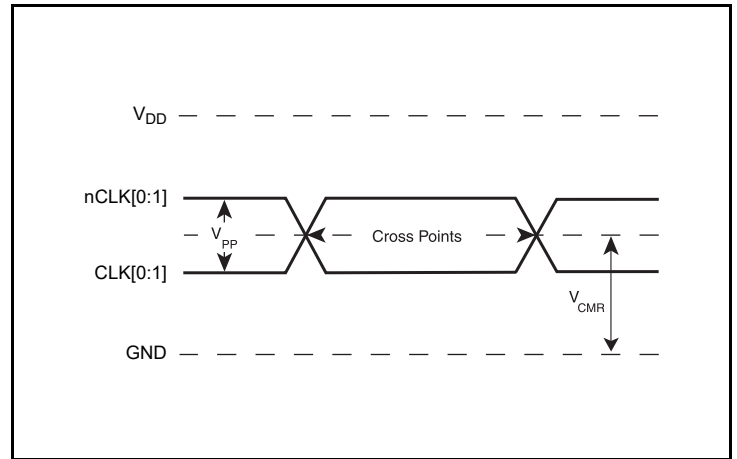 VDD
nCLK[0:1]
VPP
Cross Points
CLK[0:1]
VCMR
GND